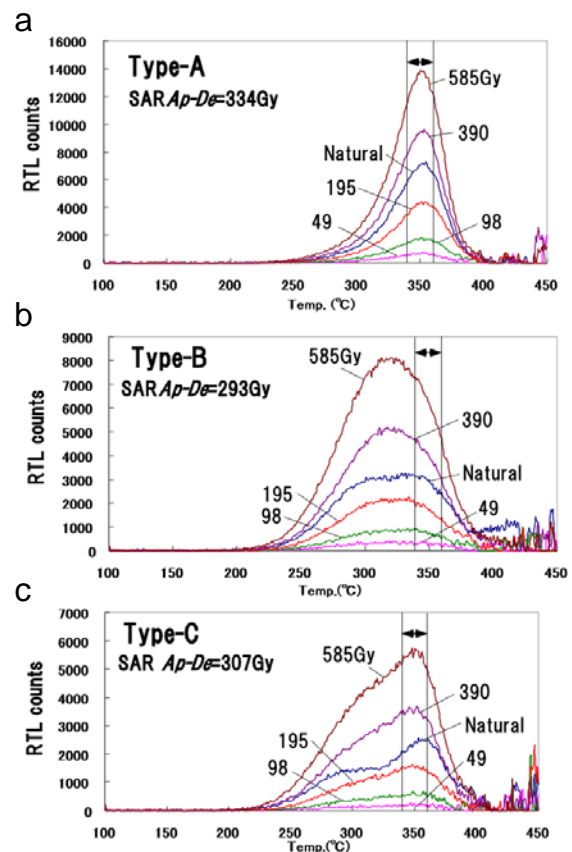 a
16000
14000
12000
10000
8000
6000
4000
2000
0
RTL counts
Type-A
SAR Ap-De=334Gy
585Gy
390
Natural
195
49
98
100 150 200 250 300 350 400 450
Temp. (°C)
b
9000
8000
7000
6000
5000
4000
3000
2000
1000
0
RTL counts
Type-B
SAR Ap-De=293Gy
585Gy
390
Natural
195
98
49
100 150 200 250 300 350 400 450
Temp.(°C)
c
7000
6000
5000
4000
3000
2000
1000
0
RTL counts
Type-C
SAR Ap-De=307Gy
585Gy
390
Natural
195
98
49
100 150 200 250 300 350 400 450
Temp.(°C)